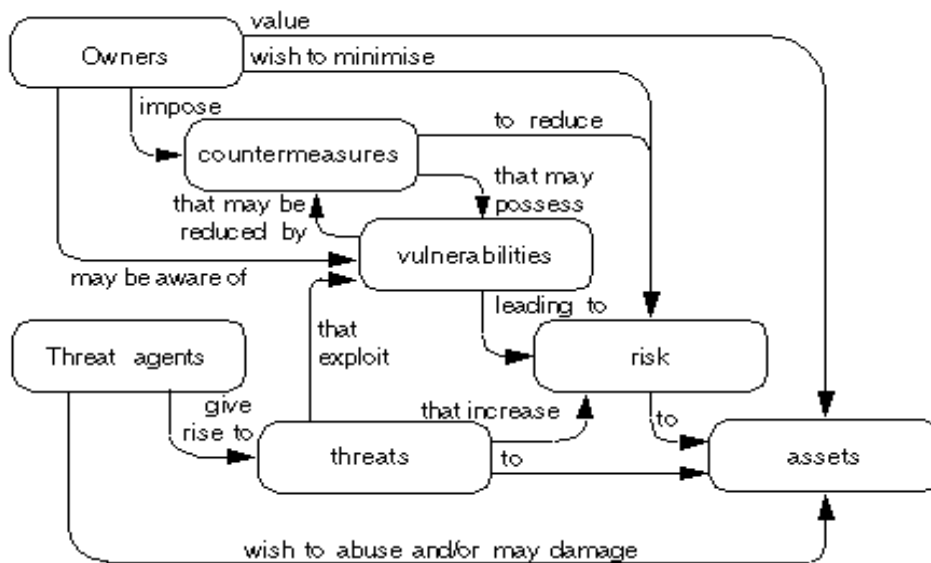 value
Owners
wish to minimise
impose
to reduce
countermeasures
that may
possess
that may be
reduced by
vulnerabilities
may be aware of
leading to
that
exploit
Threat agents
risk
give
rise to
that increase
to
threats
to
assets
wish to abuse and/or may damage